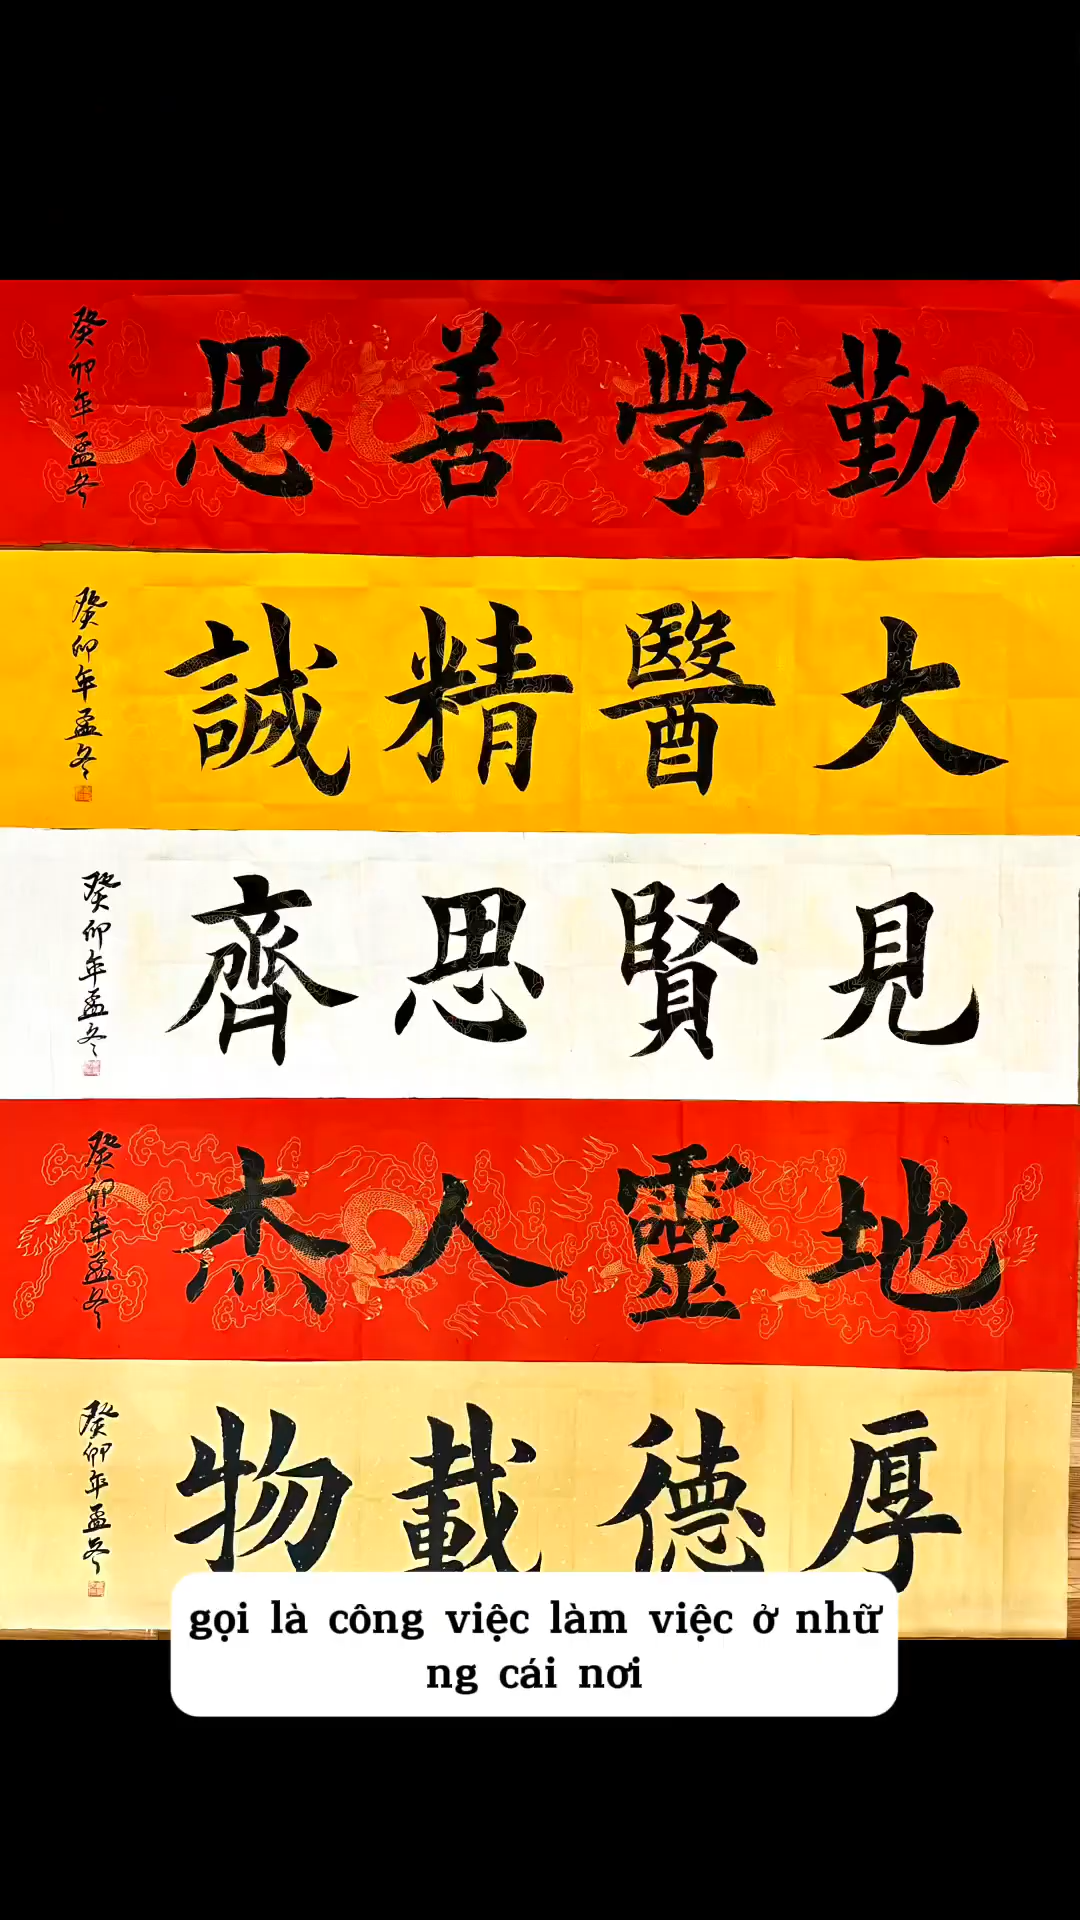 勤學善思
癸卯年孟冬
大醫精誠
癸卯年孟冬
見賢思齊
癸卯年孟冬
地靈人杰
癸卯年孟冬
厚德載物
癸卯年孟冬
gọi là công việc làm việc ở nhữ
ng cái nơi